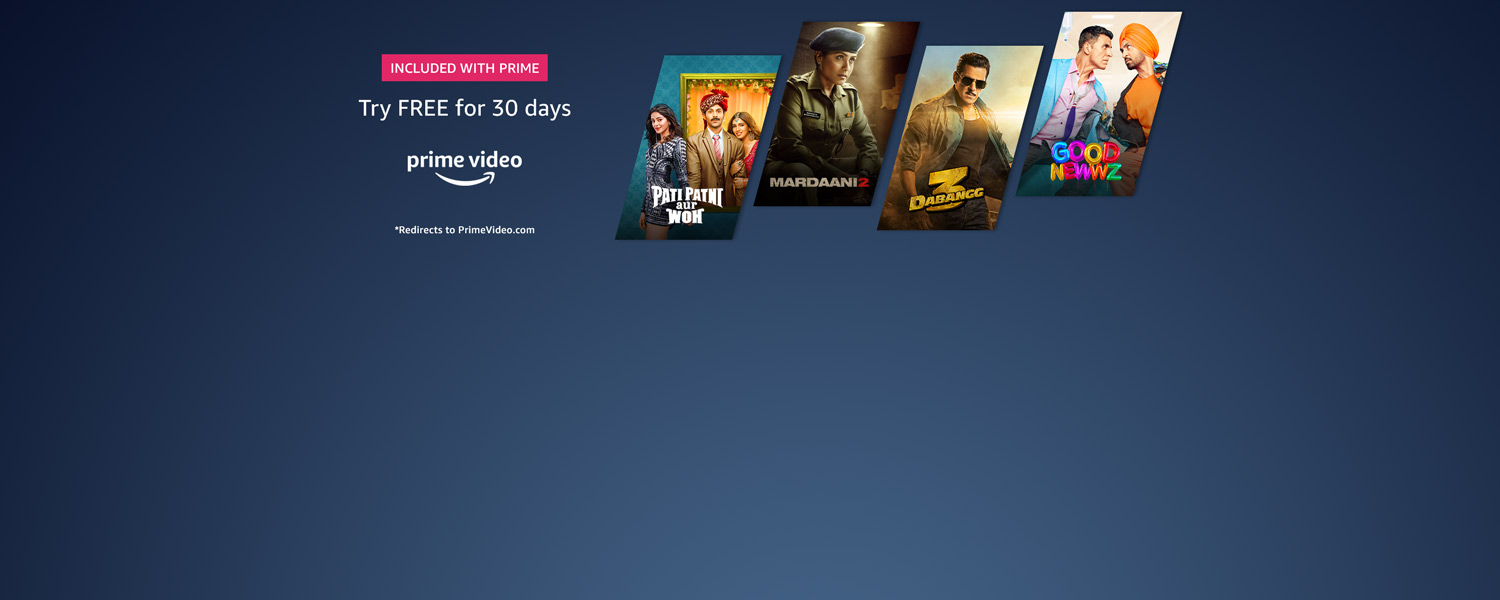 INCLUDED WITH PRIME
Try FREE for 30 days
prime video
*Redirects to PrimeVideo.com
PATI PATNI
aur
WOH
MARDAANI 2
3
DABANGG
GOOD
NEWWZ